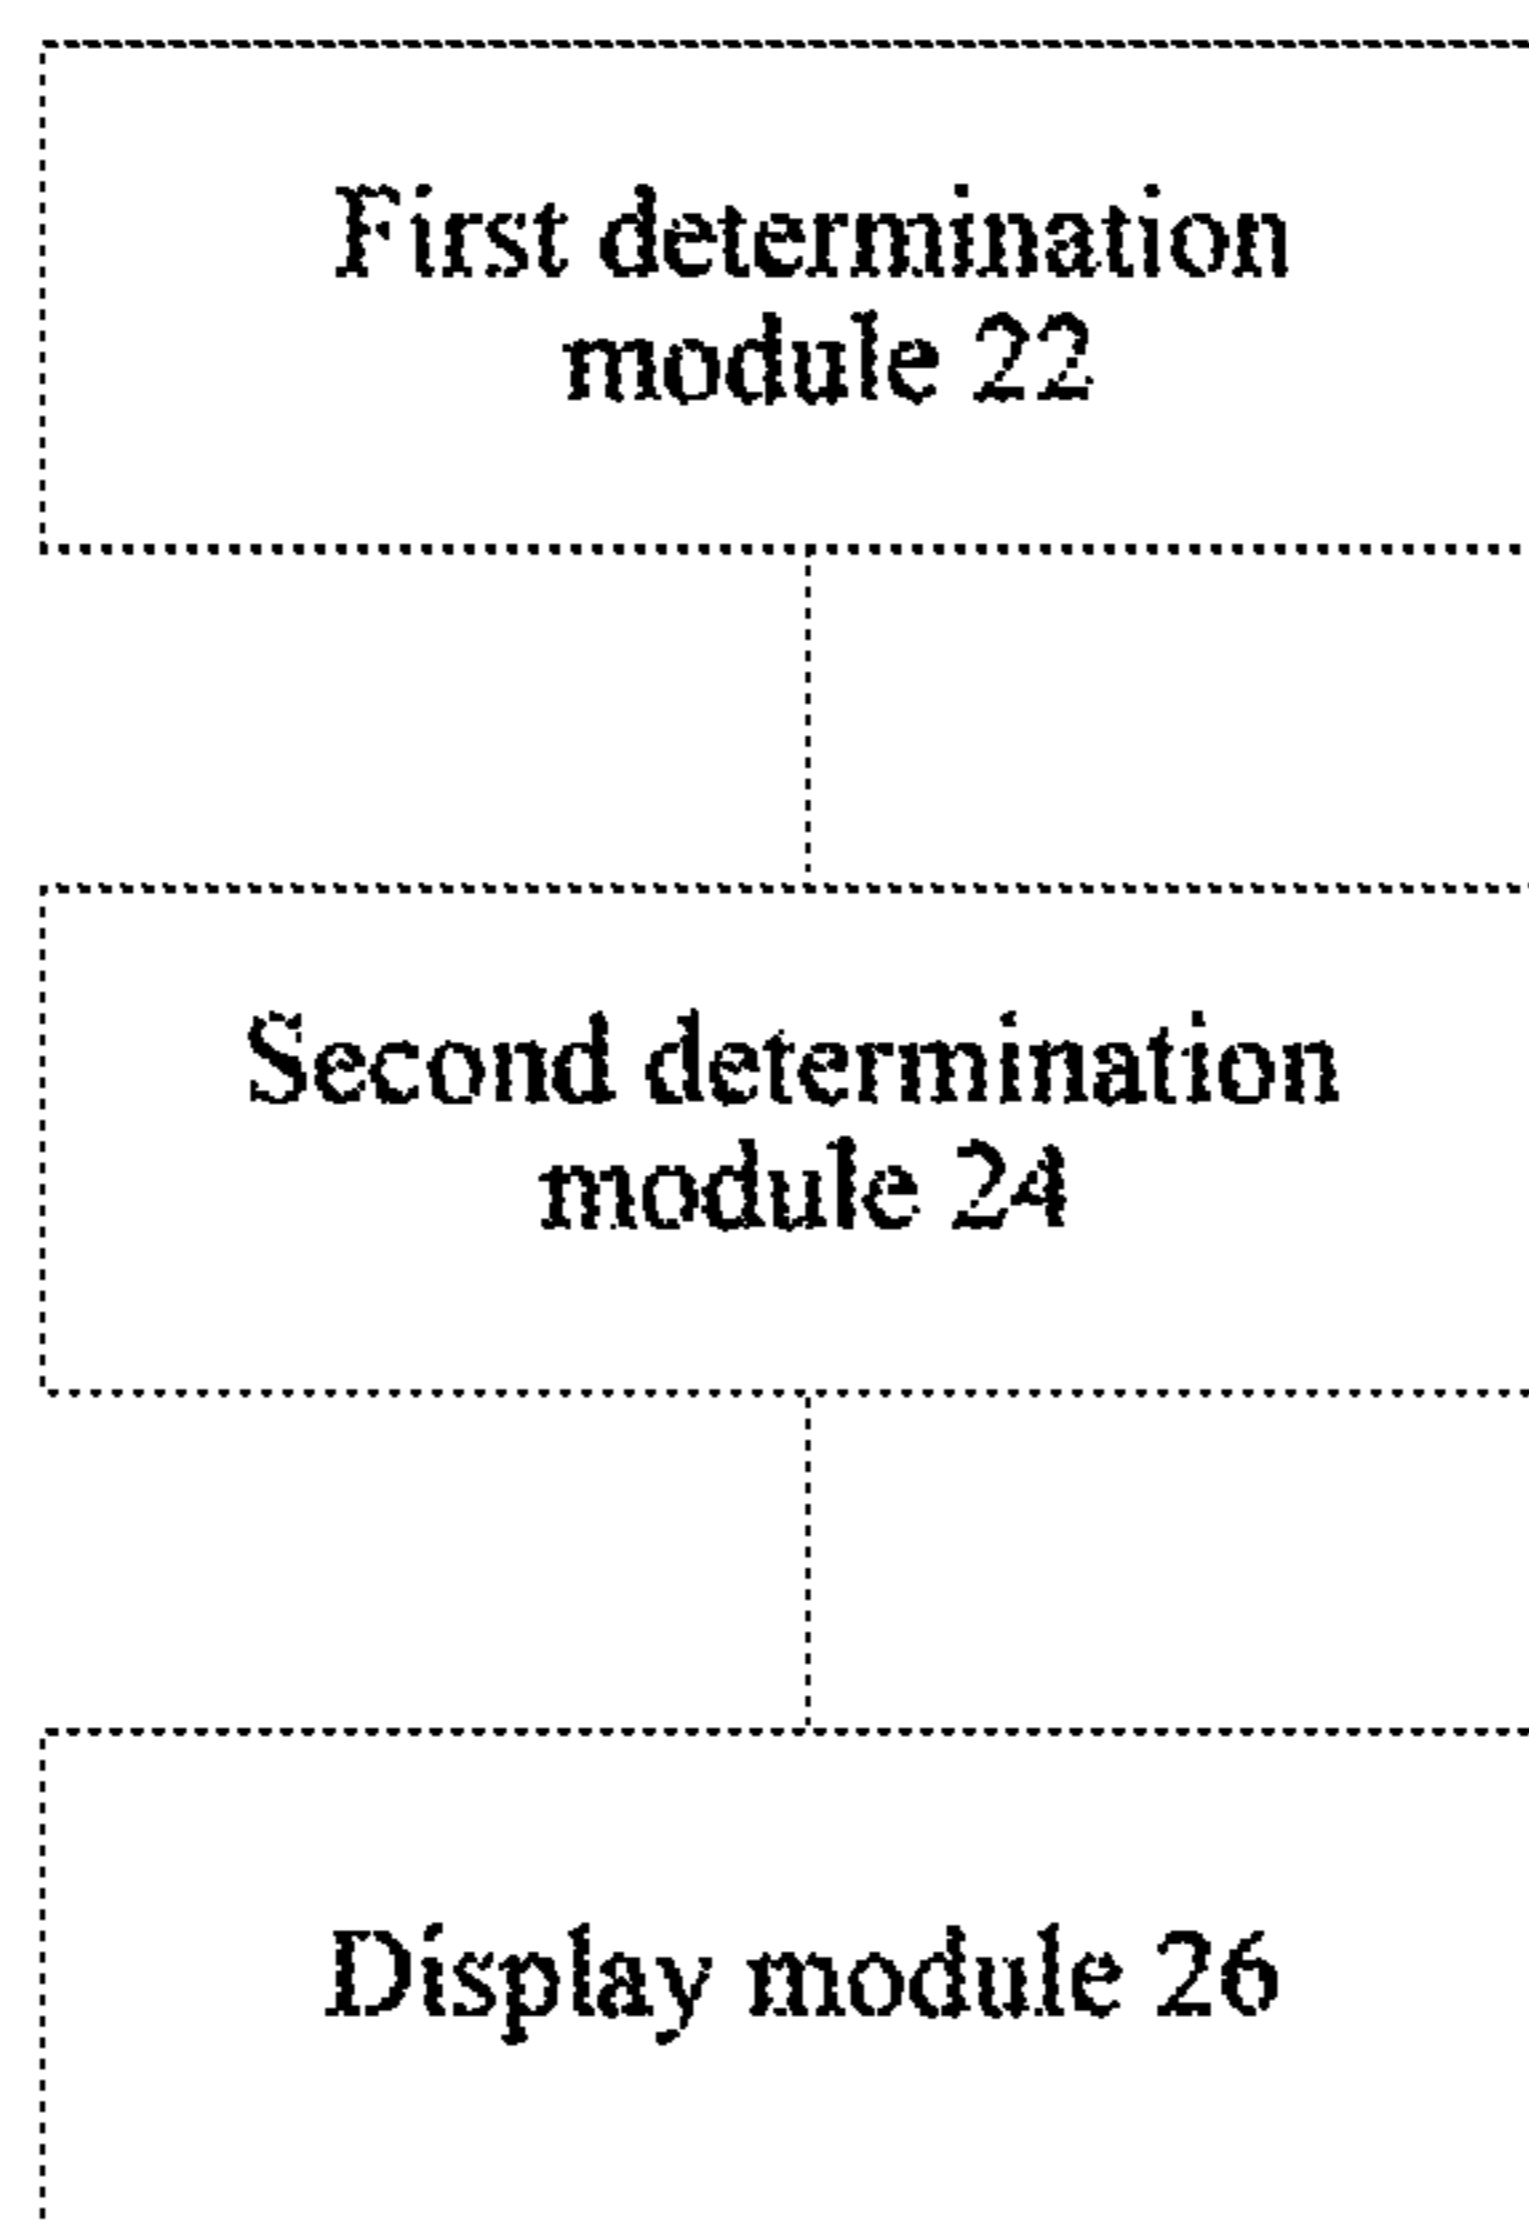 First determination
module 22
Second determination
module 24
Display module 26